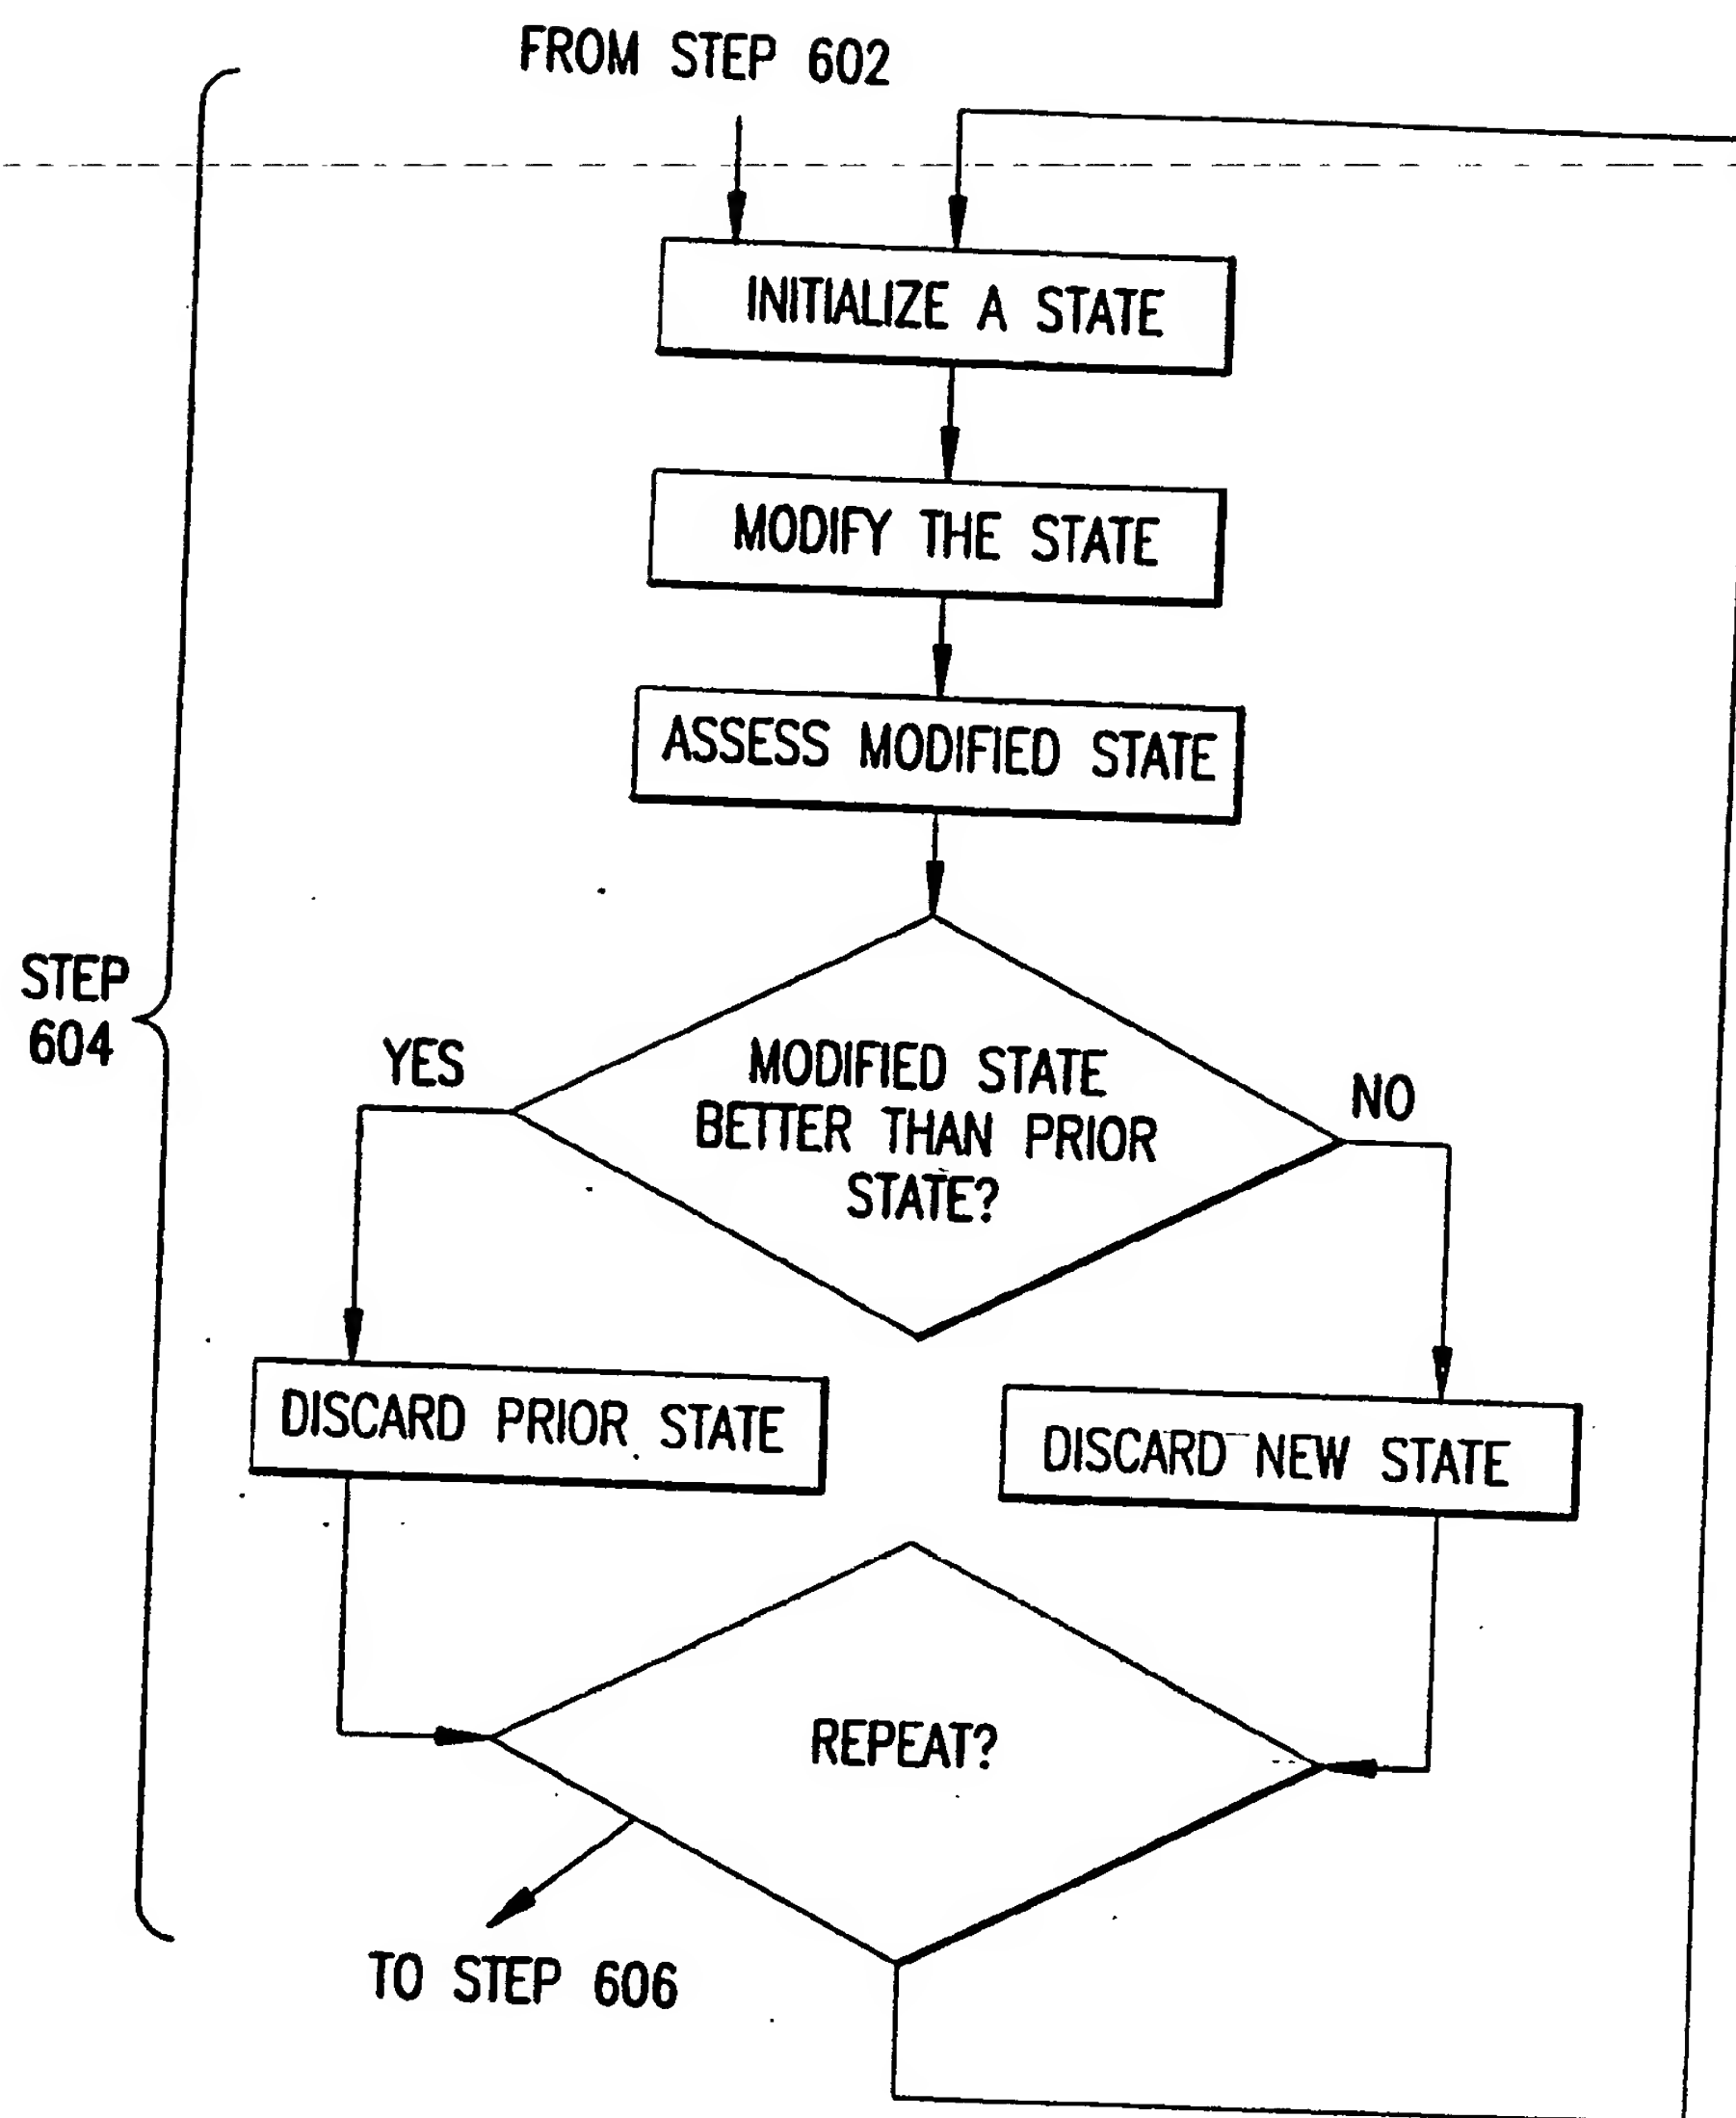 FROM STEP 602
INITIALIZE A STATE
MODIFY THE STATE
ASSESS MODIFIED STATE
STEP
604
YES
MODIFIED STATE
BETTER THAN PRIOR
STATE?
NO
DISCARD PRIOR STATE
DISCARD NEW STATE
REPEAT?
TO STEP 606